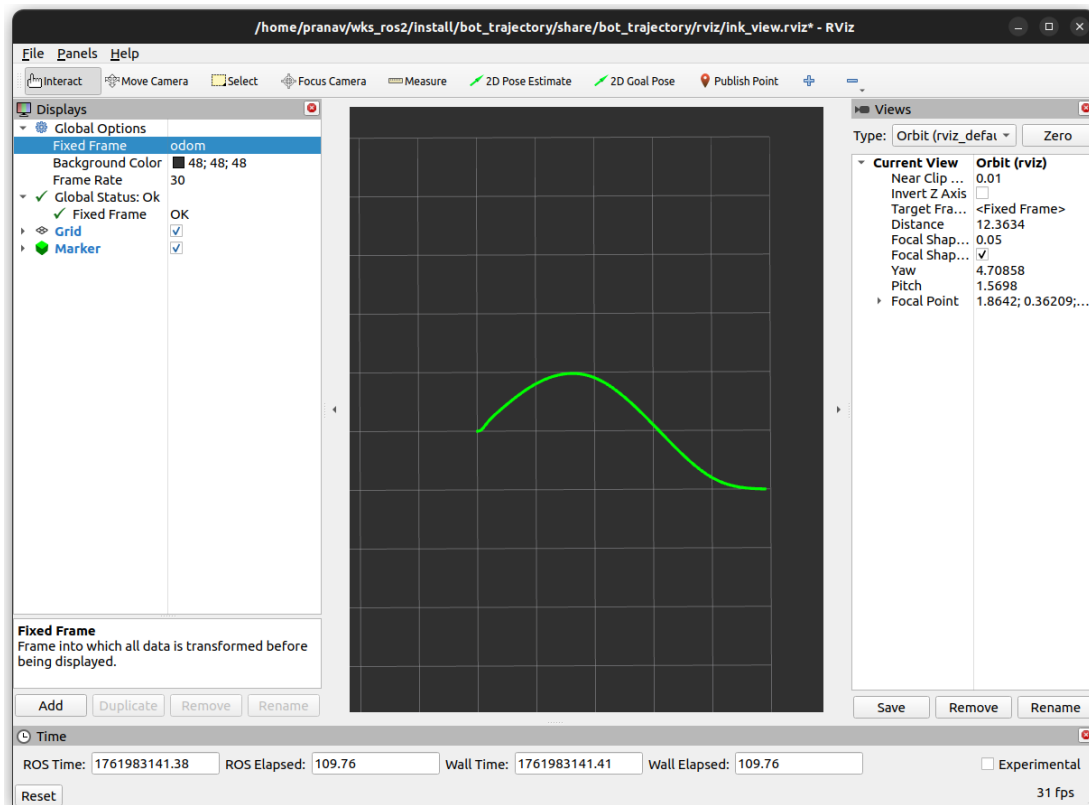 /home/pranav/wks_ros2/install/bot_trajectory/share/bot_trajectory/rviz/ink_view.rviz* - RViz
File Panels Help
Interact Move Camera Select Focus Camera Measure 2D Pose Estimate 2D Goal Pose Publish Point
Displays
Global Options
Fixed Frame odom
Background Color 48; 48; 48
Frame Rate 30
Global Status: Ok
Fixed Frame OK
Grid
Marker
Fixed Frame
Frame into which all data is transformed before
being displayed.
Add Duplicate Remove Rename
Views
Type: Orbit (rviz_defau Zero
Current View Orbit (rviz)
Near Clip ... 0.01
Invert Z Axis
Target Fra... <Fixed Frame>
Distance 12.3634
Focal Shap... 0.05
Focal Shap...
Yaw 4.70858
Pitch 1.5698
Focal Point 1.8642; 0.36209;...
Save Remove Rename
Time
ROS Time: 1761983141.38 ROS Elapsed: 109.76 Wall Time: 1761983141.41 Wall Elapsed: 109.76 Experimental
Reset 31 fps